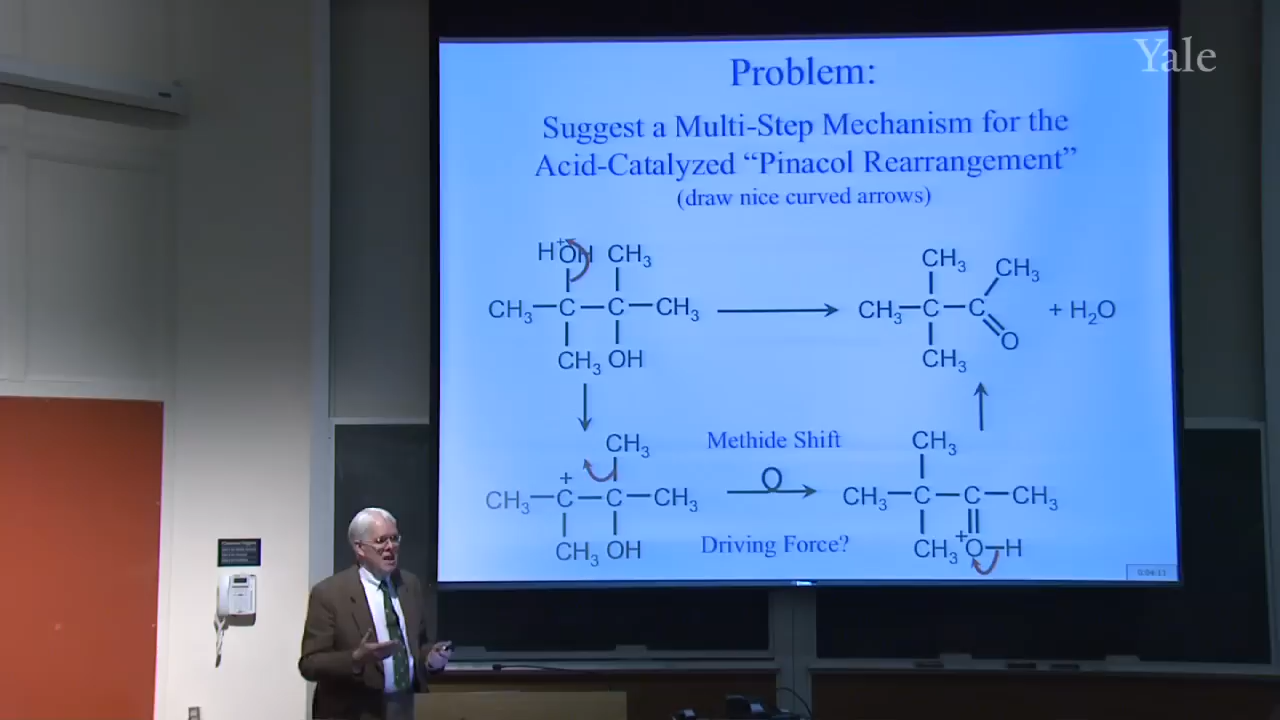 Yale
Problem:
Suggest a Multi-Step Mechanism for the
Acid-Catalyzed “Pinacol Rearrangement”
(draw nice curved arrows)
H +OH CH3
CH3—C—C—CH3
CH3 OH
CH3
CH3
CH3—C—C
O
CH3
+ H2O
CH3
+
CH3—C—C—CH3
CH3 OH
Methide Shift
Driving Force?
CH3
CH3—C—C—CH3
CH3 +O—H